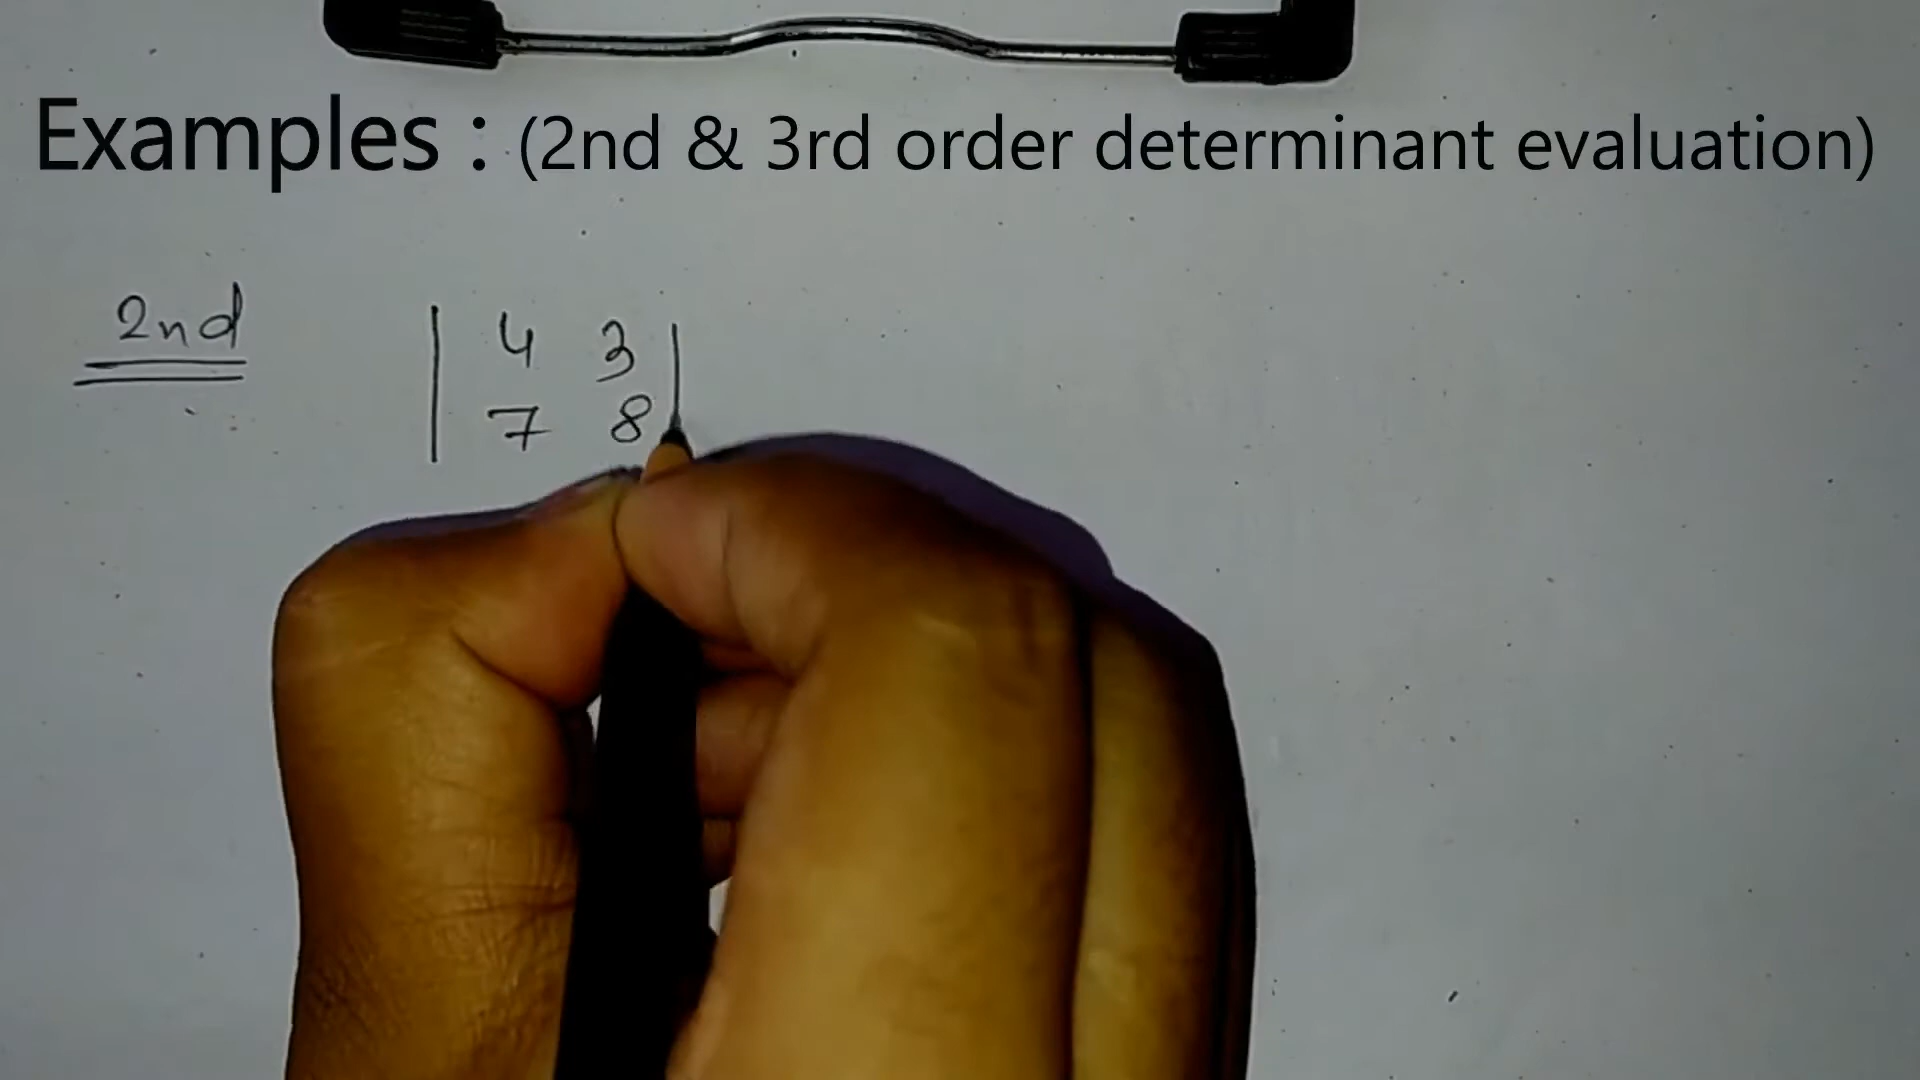 Examples : (2nd & 3rd order determinant evaluation)
2nd
| 4 3 |
| 7 8 |